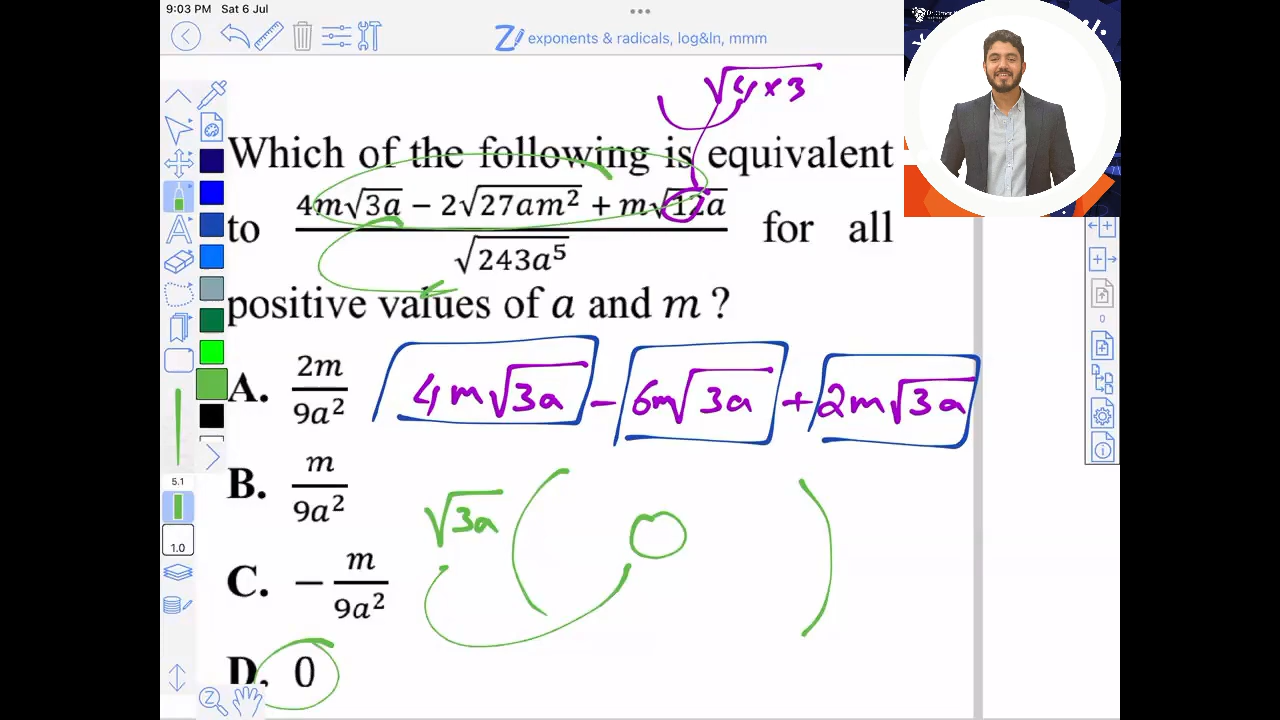 9:03 PM Sat 6 Jul
exponents & radicals, log&ln, mmm
√4 × 3
Which of the following is equivalent
to (4m√3a − 2√27am² + m√12a) / √243a⁵ for all
positive values of a and m ?
A. 2m / 9a²
4m√3a − 6m√3a + 2m√3a
B. m / 9a²
√3a ( 0 )
C. − m / 9a²
D. 0
5.1
1.0
0